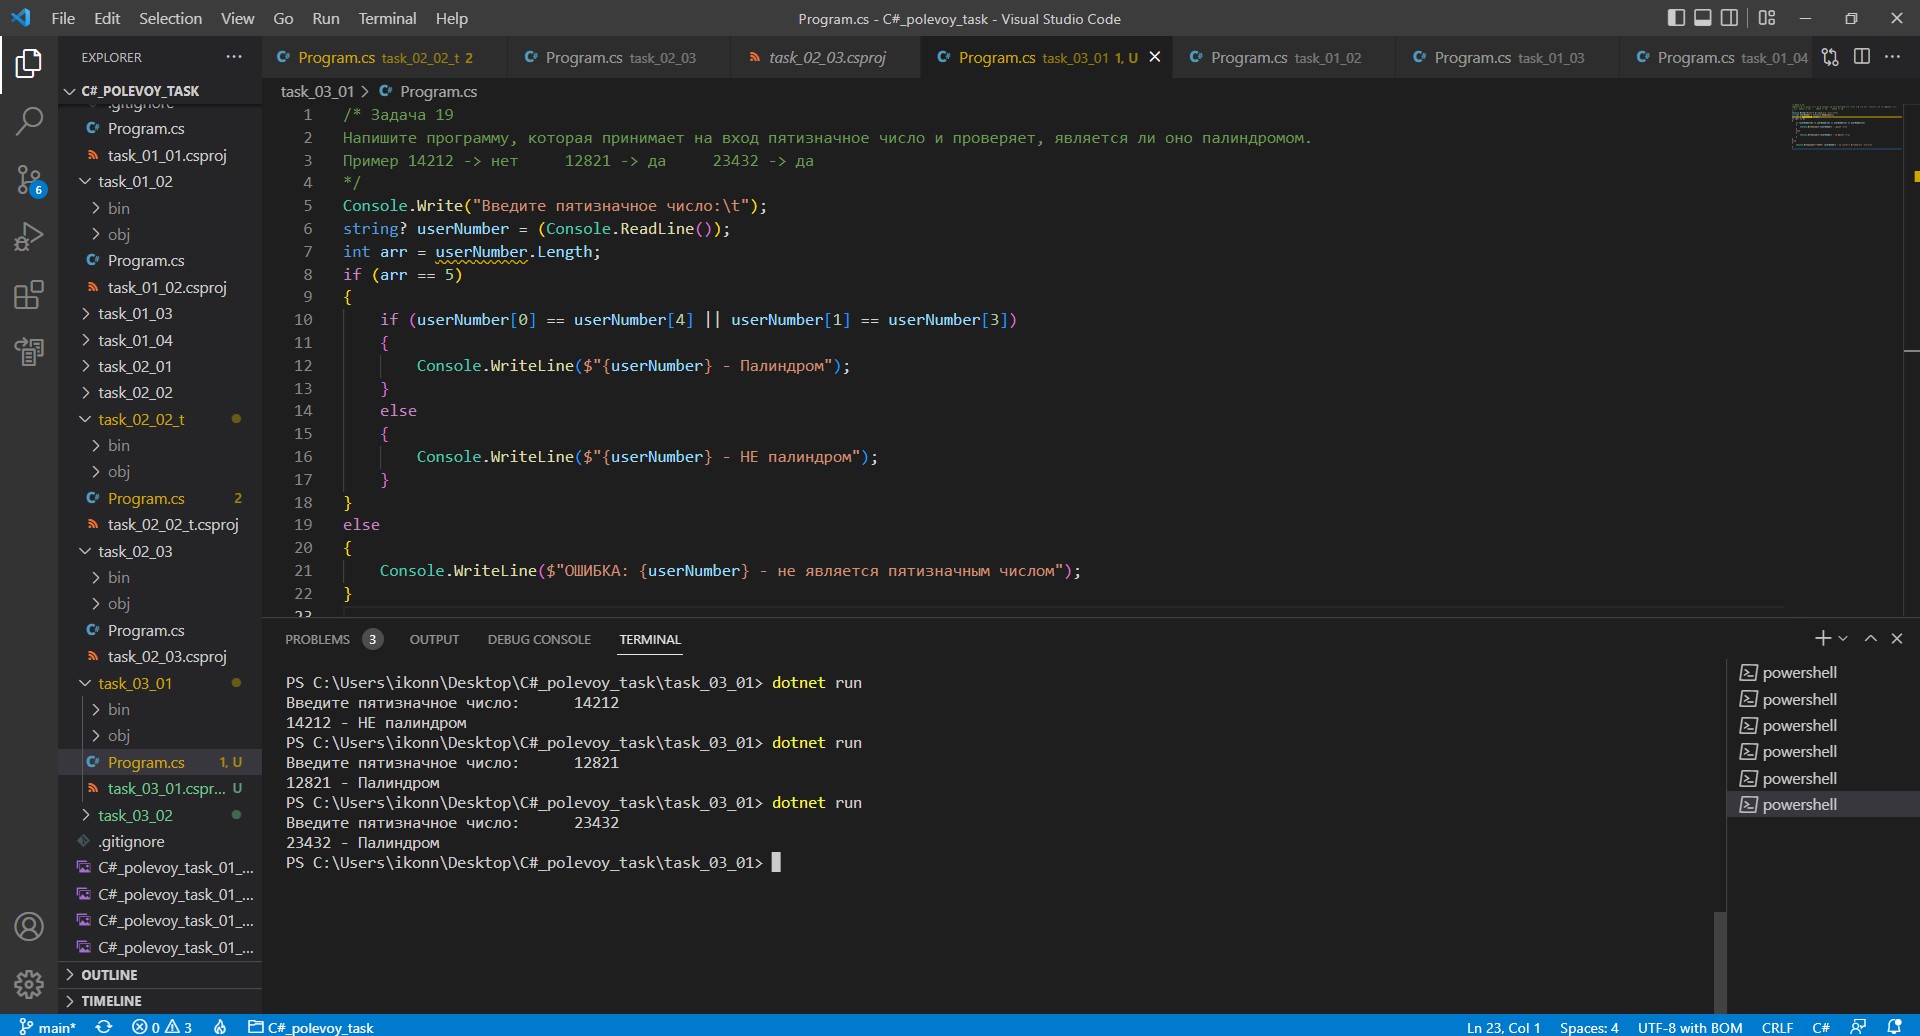 File Edit Selection View Go Run Terminal Help
Program.cs - C#_polevoy_task - Visual Studio Code
EXPLORER
Program.cs task_02_02_t 2
Program.cs task_02_03
task_02_03.csproj
Program.cs task_03_01 1, U
Program.cs task_01_02
Program.cs task_01_03
Program.cs task_01_04
C#_POLEVOY_TASK
.gitignore
Program.cs
task_01_01.csproj
task_01_02
bin
obj
Program.cs
task_01_02.csproj
task_01_03
task_01_04
task_02_01
task_02_02
task_02_02_t
bin
obj
Program.cs 2
task_02_02_t.csproj
task_02_03
bin
obj
Program.cs
task_02_03.csproj
task_03_01
bin
obj
Program.cs 1, U
task_03_01.cspr... U
task_03_02
.gitignore
C#_polevoy_task_01_...
C#_polevoy_task_01_...
C#_polevoy_task_01_...
C#_polevoy_task_01_...
OUTLINE
TIMELINE
6
task_03_01 > Program.cs
1 /* Задача 19
2 Напишите программу, которая принимает на вход пятизначное число и проверяет, является ли оно палиндромом.
3 Пример 14212 -> нет 12821 -> да 23432 -> да
4 */
5 Console.Write("Введите пятизначное число:\t");
6 string? userNumber = (Console.ReadLine());
7 int arr = userNumber.Length;
8 if (arr == 5)
9 {
10 if (userNumber[0] == userNumber[4] || userNumber[1] == userNumber[3])
11 {
12 Console.WriteLine($"{userNumber} - Палиндром");
13 }
14 else
15 {
16 Console.WriteLine($"{userNumber} - НЕ палиндром");
17 }
18 }
19 else
20 {
21 Console.WriteLine($"ОШИБКА: {userNumber} - не является пятизначным числом");
22 }
23
PROBLEMS 3 OUTPUT DEBUG CONSOLE TERMINAL
PS C:\Users\ikonn\Desktop\C#_polevoy_task\task_03_01> dotnet run
Введите пятизначное число: 14212
14212 - НЕ палиндром
PS C:\Users\ikonn\Desktop\C#_polevoy_task\task_03_01> dotnet run
Введите пятизначное число: 12821
12821 - Палиндром
PS C:\Users\ikonn\Desktop\C#_polevoy_task\task_03_01> dotnet run
Введите пятизначное число: 23432
23432 - Палиндром
PS C:\Users\ikonn\Desktop\C#_polevoy_task\task_03_01>
powershell
powershell
powershell
powershell
powershell
powershell
main* 0 3 C#_polevoy_task
Ln 23, Col 1 Spaces: 4 UTF-8 with BOM CRLF C#